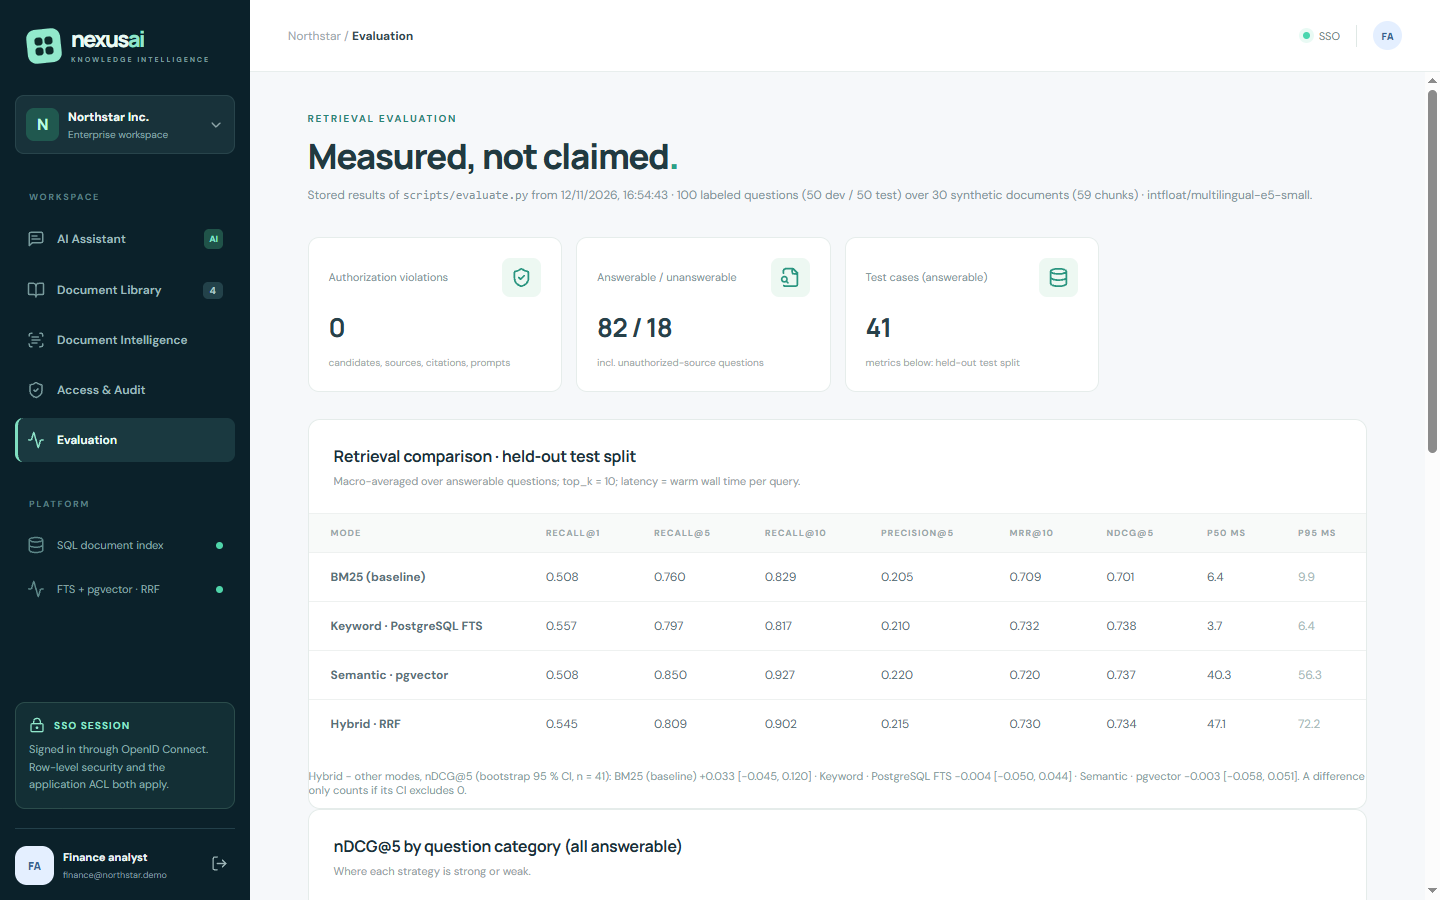 nexusai
KNOWLEDGE INTELLIGENCE
N
Northstar Inc.
Enterprise workspace
WORKSPACE
AI Assistant
AI
Document Library
4
Document Intelligence
Access & Audit
Evaluation
PLATFORM
SQL document index
FTS + pgvector · RRF
SSO SESSION
Signed in through OpenID Connect.
Row-level security and the
application ACL both apply.
FA
Finance analyst
finance@northstar.demo
Northstar / Evaluation
SSO
FA
RETRIEVAL EVALUATION
Measured, not claimed.
Stored results of scripts/evaluate.py from 12/11/2026, 16:54:43 · 100 labeled questions (50 dev / 50 test) over 30 synthetic documents (59 chunks) · intfloat/multilingual-e5-small.
Authorization violations
0
candidates, sources, citations, prompts
Answerable / unanswerable
82 / 18
incl. unauthorized-source questions
Test cases (answerable)
41
metrics below: held-out test split
Retrieval comparison · held-out test split
Macro-averaged over answerable questions; top_k = 10; latency = warm wall time per query.
MODE RECALL@1 RECALL@5 RECALL@10 PRECISION@5 MRR@10 NDCG@5 P50 MS P95 MS
BM25 (baseline) 0.508 0.760 0.829 0.205 0.709 0.701 6.4 9.9
Keyword · PostgreSQL FTS 0.557 0.797 0.817 0.210 0.732 0.738 3.7 6.4
Semantic · pgvector 0.508 0.850 0.927 0.220 0.720 0.737 40.3 56.3
Hybrid · RRF 0.545 0.809 0.902 0.215 0.730 0.734 47.1 72.2
Hybrid − other modes, nDCG@5 (bootstrap 95 % CI, n = 41): BM25 (baseline) +0.033 [-0.045, 0.120] · Keyword · PostgreSQL FTS -0.004 [-0.050, 0.044] · Semantic · pgvector -0.003 [-0.058, 0.051]. A difference
only counts if its CI excludes 0.
nDCG@5 by question category (all answerable)
Where each strategy is strong or weak.